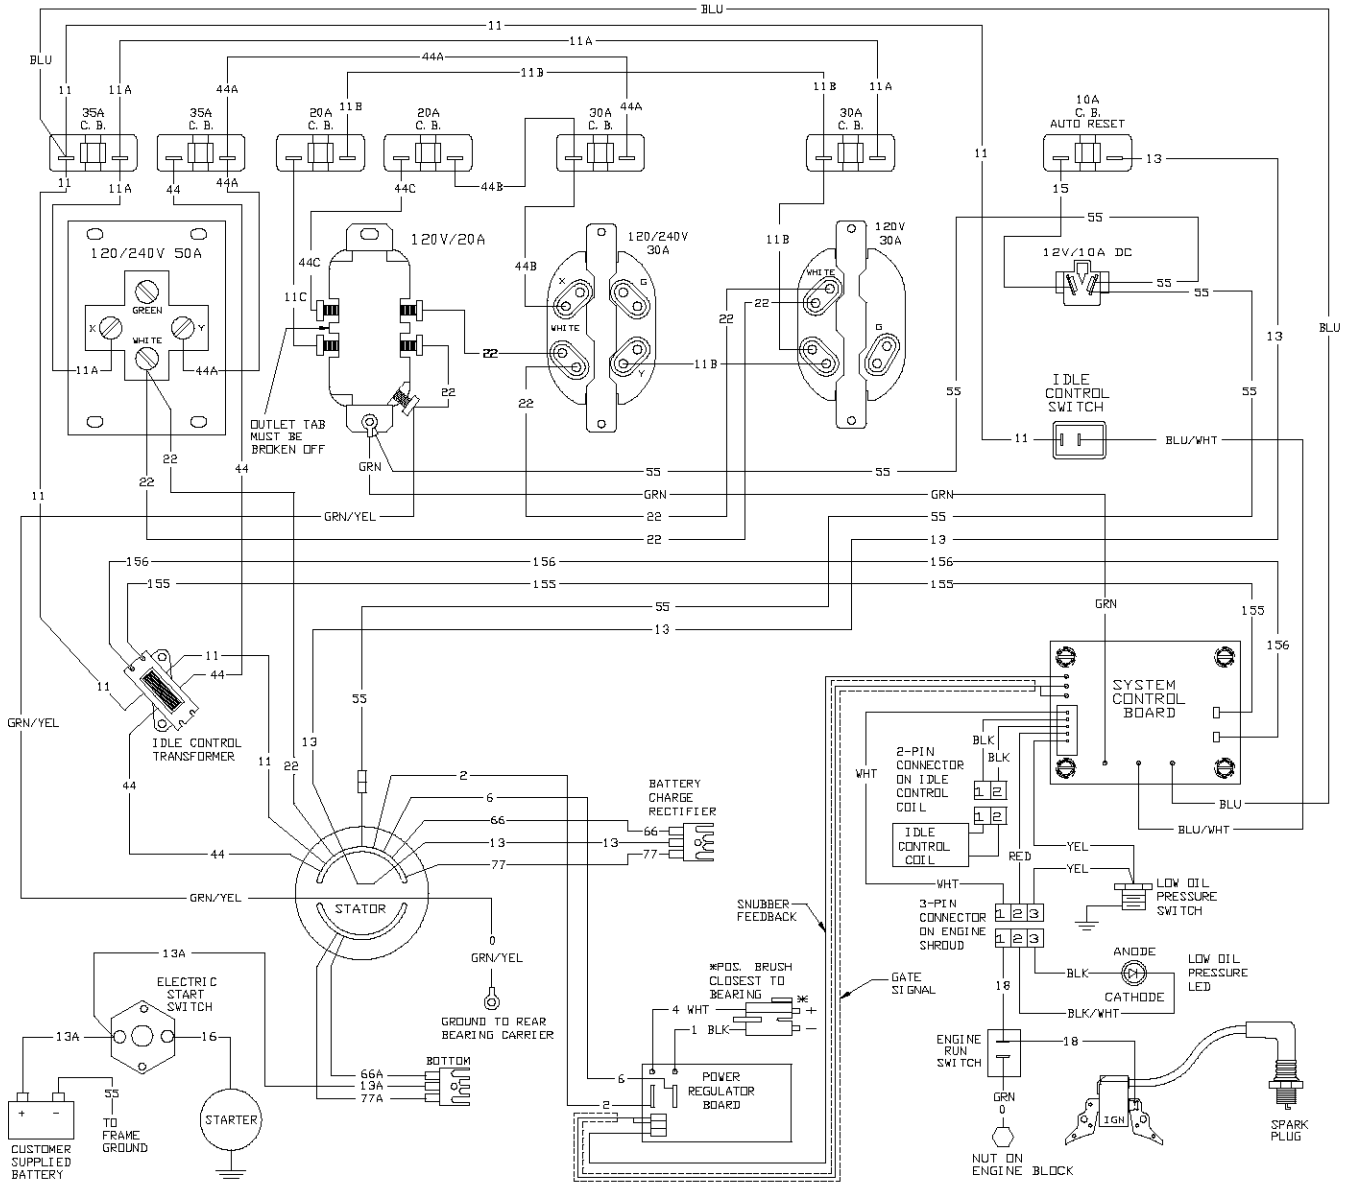 BLU
11
11A
44A
11B
BLU
11
11A
44A
11B
44A
11B
11A
35A
C. B.
35A
C. B.
20A
C. B.
20A
C. B.
30A
C. B.
30A
C. B.
10A
C. B.
AUTO RESET
11
13
11
11A
44
44A
44C
44B
15
55
120/240V 50A
GREEN
X
Y
WHITE
11A
44A
44C
11C
120V/20A
44B
120/240V
30A
X
G
WHITE
Y
11B
120V
30A
WHITE
G
12V/10A DC
55
55
22
22
22
11B
BLU
13
22
22
55
55
IDLE
CONTROL
SWITCH
11
BLU/WHT
OUTLET TAB
MUST BE
BROKEN OFF
GRN
22
22
44
55
55
11
GRN
GRN
GRN/YEL
22
55
22
13
156
156
156
155
155
155
55
GRN
155
13
156
11
44
11
55
SYSTEM
CONTROL
BOARD
GRN/YEL
IDLE CONTROL
TRANSFORMER
13
11
22
44
2
6
66
13
77
BATTERY
CHARGE
RECTIFIER
66
13
77
WHT
2-PIN
CONNECTOR
ON IDLE
CONTROL
COIL
BLK
BLK
1 2
1 2
IDLE
CONTROL
COIL
RED
BLU
BLU/WHT
YEL
YEL
44
GRN/YEL
STATOR
SNUBBER
FEEDBACK
WHT
3-PIN
CONNECTOR
ON ENGINE
SHROUD
1 2 3
1 2 3
LOW OIL
PRESSURE
SWITCH
0
GRN/YEL
GROUND TO REAR
BEARING CARRIER
13A
ELECTRIC
START
SWITCH
*POS. BRUSH
CLOSEST TO
BEARING
*
+
-
4 WHT
1 BLK
GATE
SIGNAL
18
BLK
ANODE
CATHODE
LOW OIL
PRESSURE
LED
BLK/WHT
13A
16
BOTTOM
66A
13A
77A
6
2
POWER
REGULATOR
BOARD
ENGINE
RUN
SWITCH
18
GRN
0
NUT ON
ENGINE BLOCK
IGN
SPARK
PLUG
+ -
55
TO
FRAME
GROUND
STARTER
CUSTOMER
SUPPLIED
BATTERY